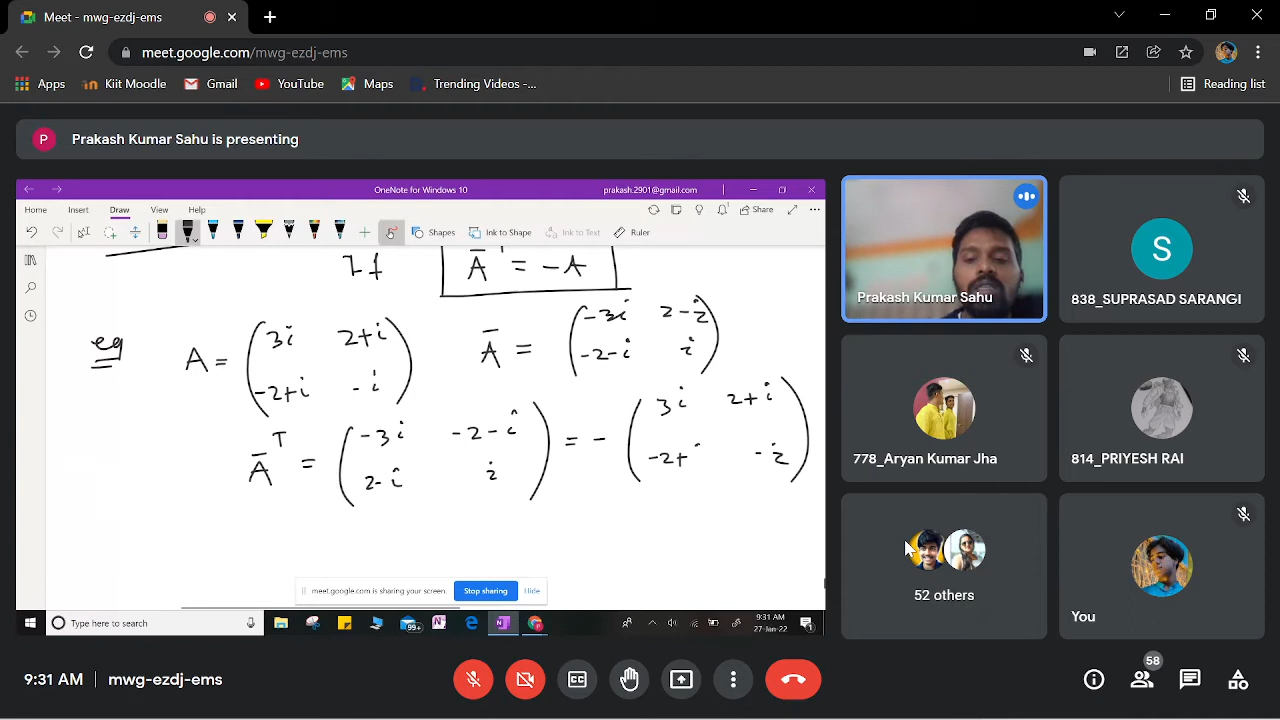 Meet - mwg-ezdj-ems
meet.google.com/mwg-ezdj-ems
Apps Kiit Moodle Gmail YouTube Maps Trending Videos -... Reading list
P Prakash Kumar Sahu is presenting
OneNote for Windows 10 prakash.2901@gmail.com
Home Insert Draw View Help Share
Shapes Ink to Shape Ink to Text Ruler
If Ā^T = -A
eg A = (3i 2+i
-2+i -i) Ā = (-3i 2-i
-2-i i)
Ā^T = (-3i -2-i
2-i i) = - (3i 2+i
-2+i -i)
meet.google.com is sharing your screen. Stop sharing Hide
Type here to search 99+ 9:31 AM
27-Jan-22 1
Prakash Kumar Sahu
S
838_SUPRASAD SARANGI
778_Aryan Kumar Jha
814_PRIYESH RAI
52 others
You
9:31 AM | mwg-ezdj-ems 58